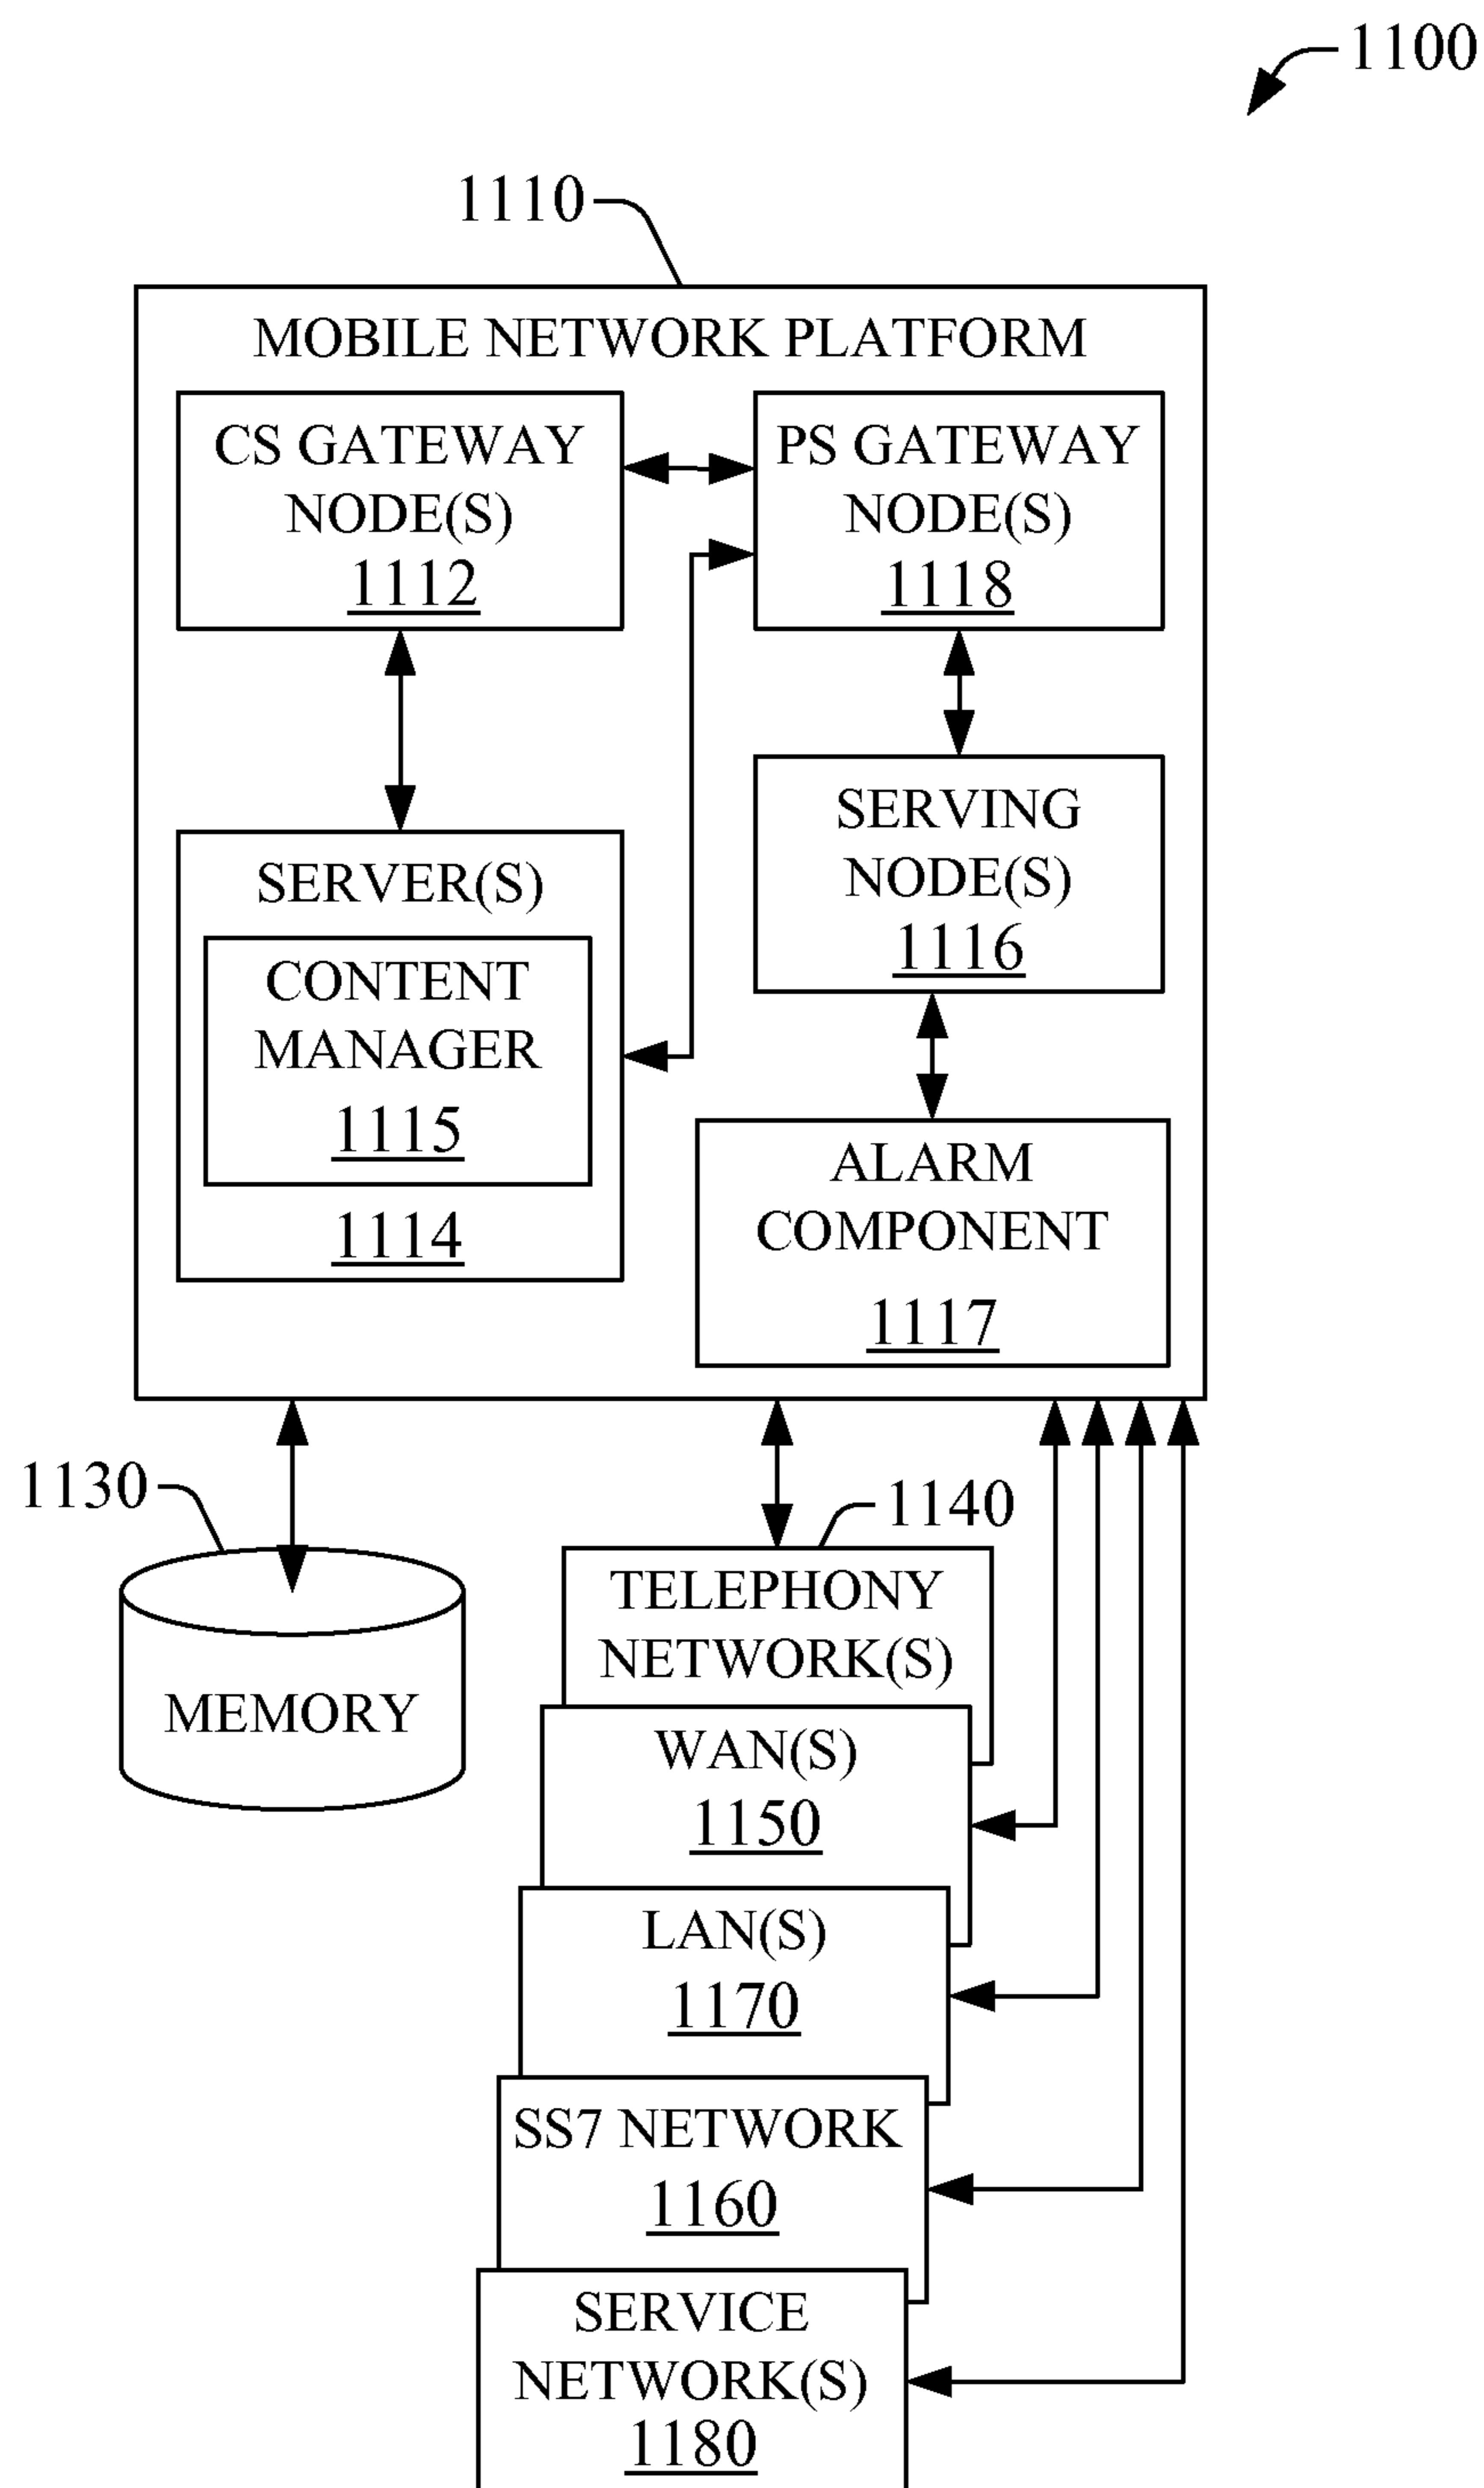 1100
1110
MOBILE NETWORK PLATFORM
CS GATEWAY
NODE(S)
1112
PS GATEWAY
NODE(S)
1118
SERVING
NODE(S)
1116
SERVER(S)
CONTENT
MANAGER
1115
1114
ALARM
COMPONENT
1117
1130
MEMORY
1140
TELEPHONY
NETWORK(S)
WAN(S)
1150
LAN(S)
1170
SS7 NETWORK
1160
SERVICE
NETWORK(S)
1180